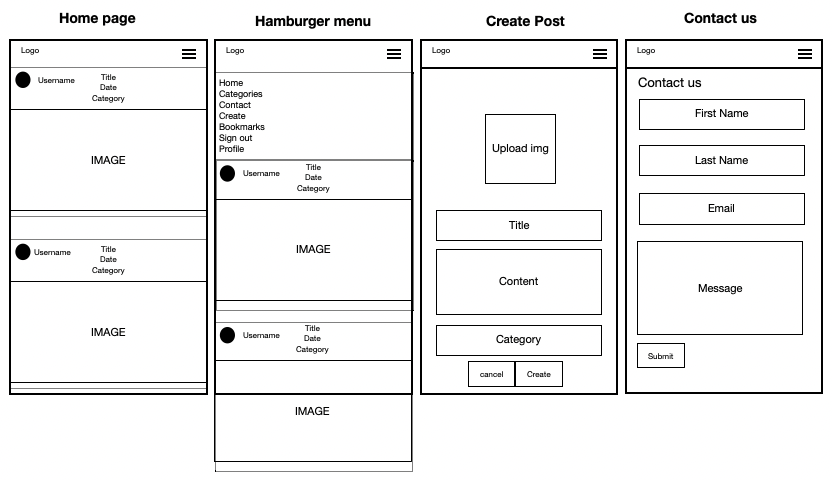 Home page
Logo
Username
Title
Date
Category
IMAGE
Username
Title
Date
Category
IMAGE
Hamburger menu
Logo
Home
Categories
Contact
Create
Bookmarks
Sign out
Profile
Username
Title
Date
Category
IMAGE
Username
Title
Date
Category
IMAGE
Create Post
Logo
Upload img
Title
Content
Category
cancel
Create
Contact us
Logo
Contact us
First Name
Last Name
Email
Message
Submit